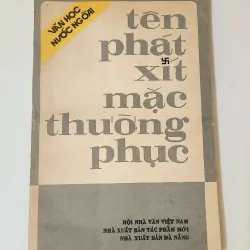 VĂN HỌC
NƯỚC NGOÀI
tên
phát
xít
mặc
thường
phục
HỘI NHÀ VĂN VIỆT NAM
NHÀ XUẤT BẢN TÁC PHẨM MỚI
NHÀ XUẤT BẢN ĐÀ NẴNG